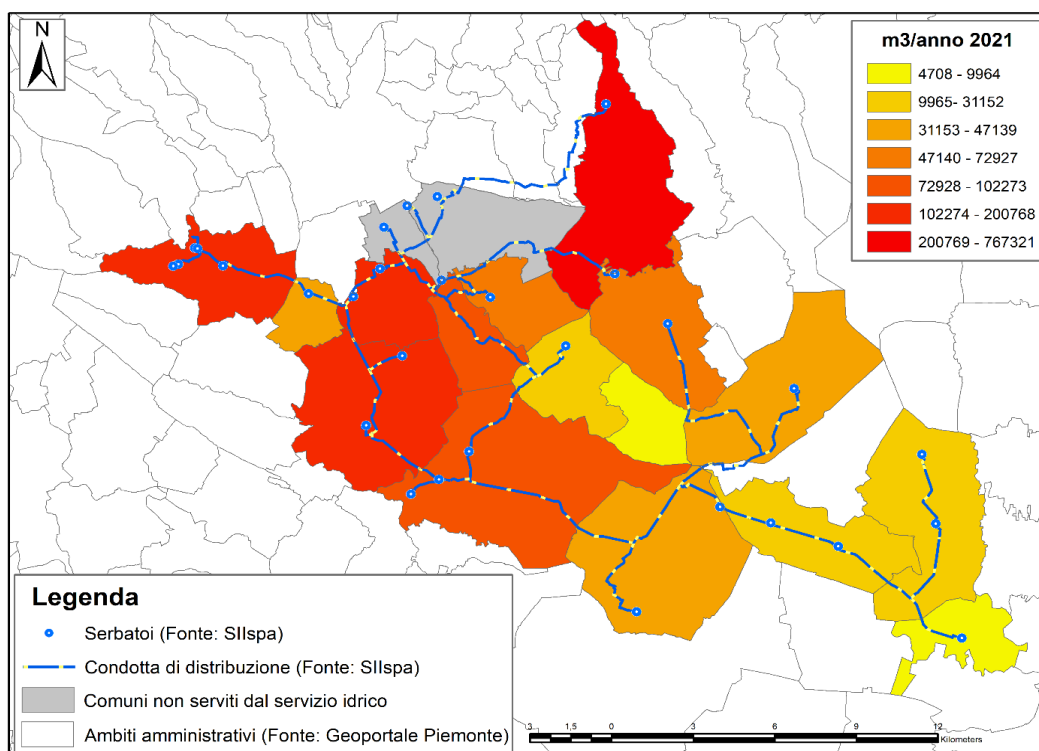 N
m3/anno 2021
4708 - 9964
9965- 31152
31153 - 47139
47140 - 72927
72928 - 102273
102274 - 200768
200769 - 767321
Legenda
Serbatoi (Fonte: SIIspa)
Condotta di distribuzione (Fonte: SIIspa)
Comuni non serviti dal servizio idrico
Ambiti amministrativi (Fonte: Geoportale Piemonte)
3 1,5 0 3 6 9 12
Kilometers